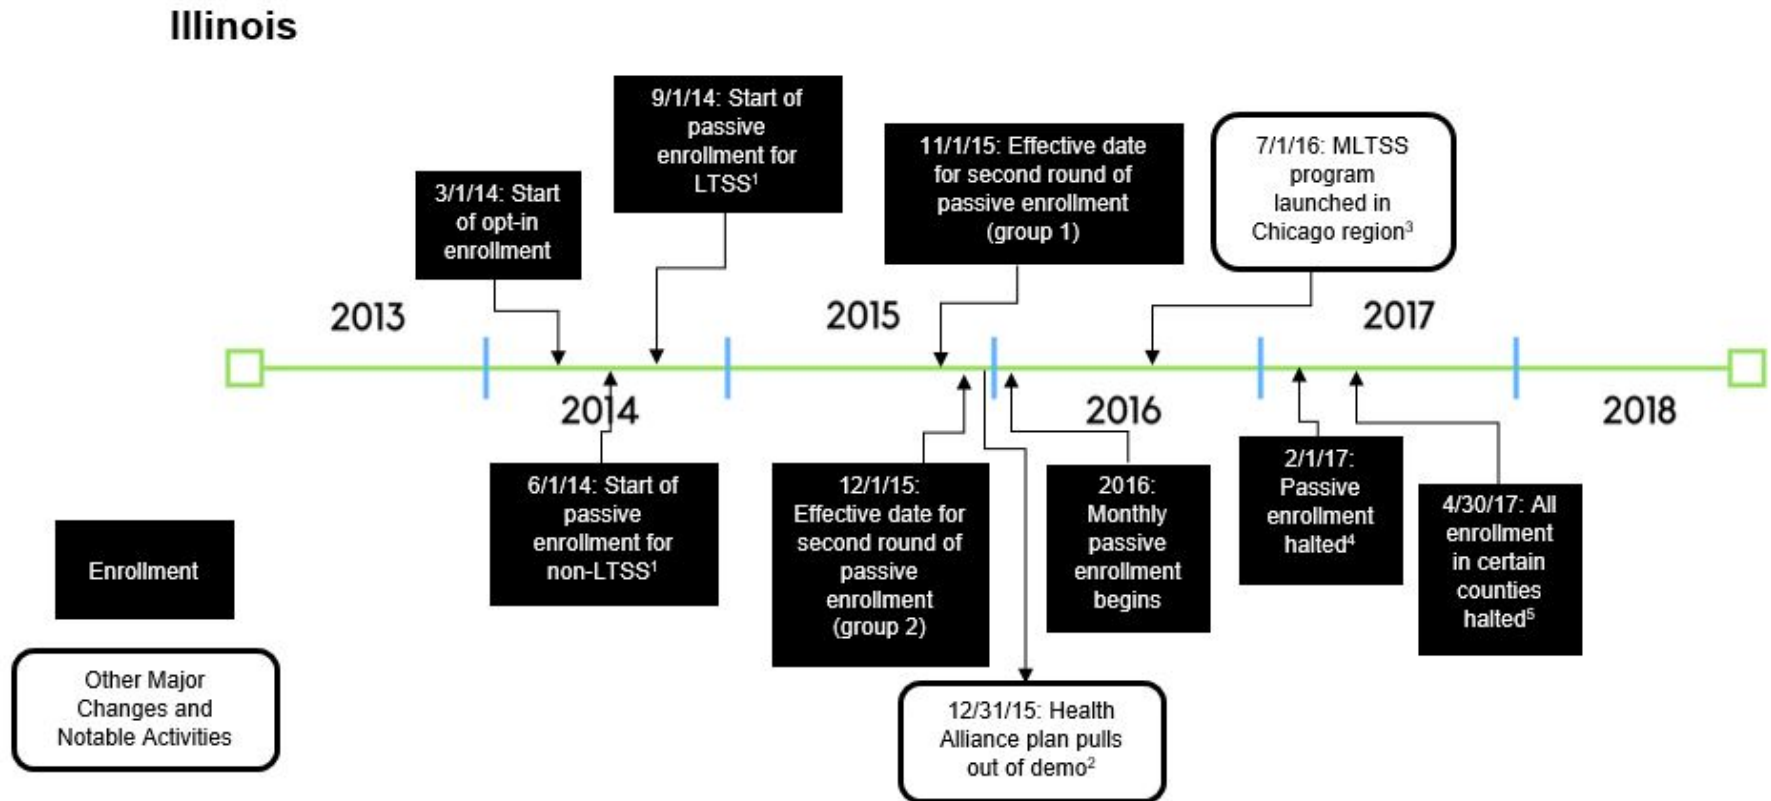 Illinois
9/1/14: Start of
passive
enrollment for
LTSS¹
3/1/14: Start
of opt-in
enrollment
11/1/15: Effective date
for second round of
passive enrollment
(group 1)
7/1/16: MLTSS
program
launched in
Chicago region³
2013
2015
2017
2014
2016
2018
6/1/14: Start of
passive
enrollment for
non-LTSS¹
12/1/15:
Effective date for
second round of
passive
enrollment
(group 2)
2016:
Monthly
passive
enrollment
begins
2/1/17:
Passive
enrollment
halted⁴
4/30/17: All
enrollment
in certain
counties
halted⁵
Enrollment
Other Major
Changes and
Notable Activities
12/31/15: Health
Alliance plan pulls
out of demo²